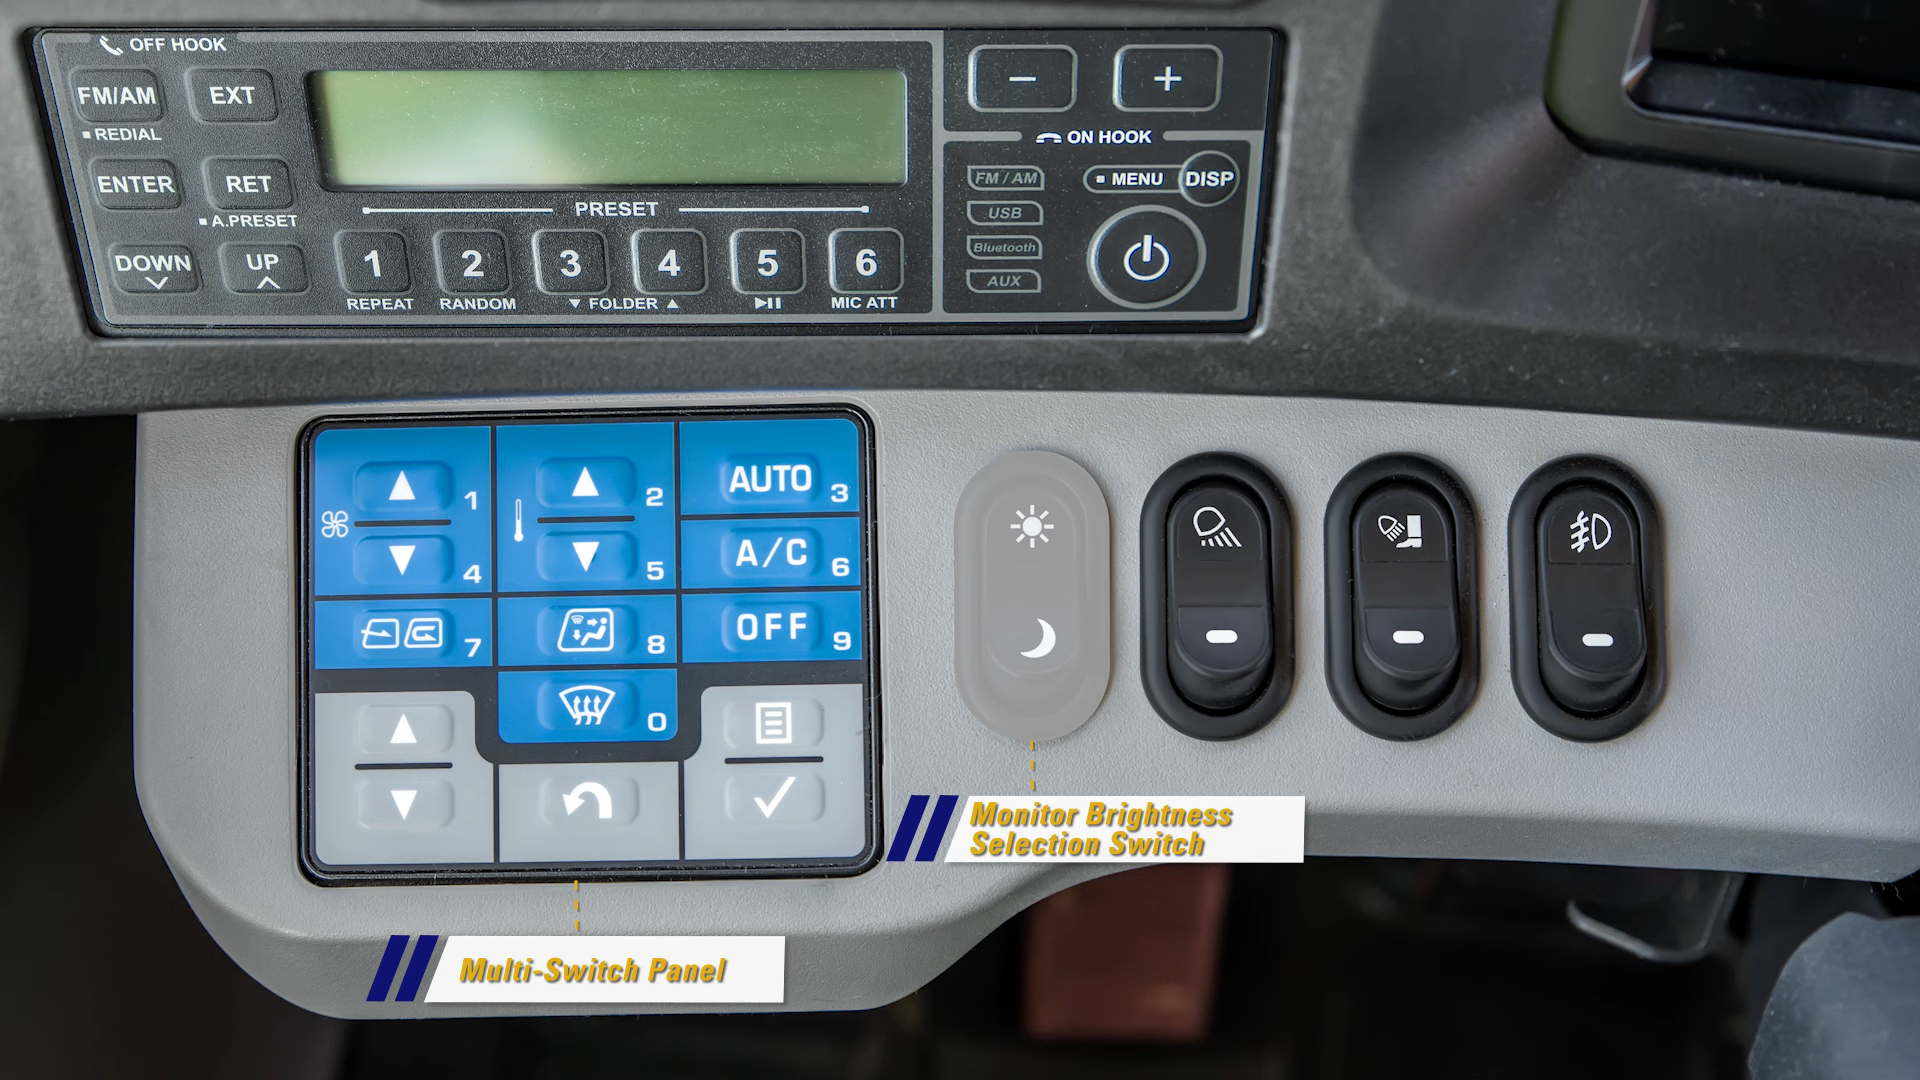 OFF HOOK
FM/AM
EXT
REDIAL
ENTER
RET
A.PRESET
DOWN
UP
PRESET
1
2
3
4
5
6
REPEAT
RANDOM
FOLDER
MIC ATT
ON HOOK
FM / AM
MENU
DISP
USB
Bluetooth
AUX
1
2
AUTO
3
4
5
A/C
6
7
8
OFF
9
0
Monitor Brightness
Selection Switch
Multi-Switch Panel